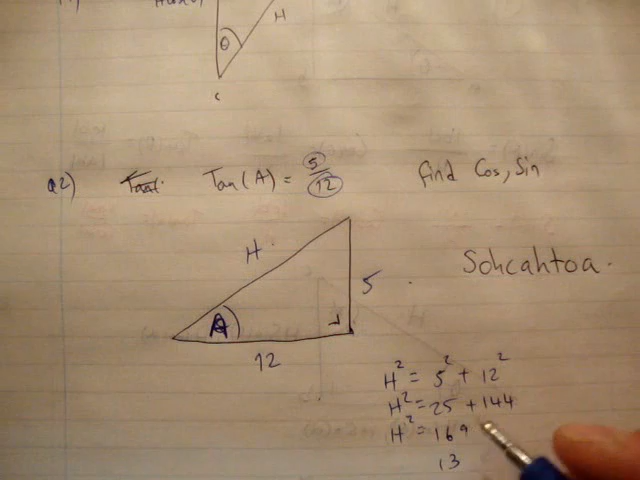 θ H
C
Q2) Tan(A) = 5/12 find Cos, Sin
H
Sohcahtoa.
5
A
12
H² = 5² + 12²
H² = 25 + 144
H² = 169
13